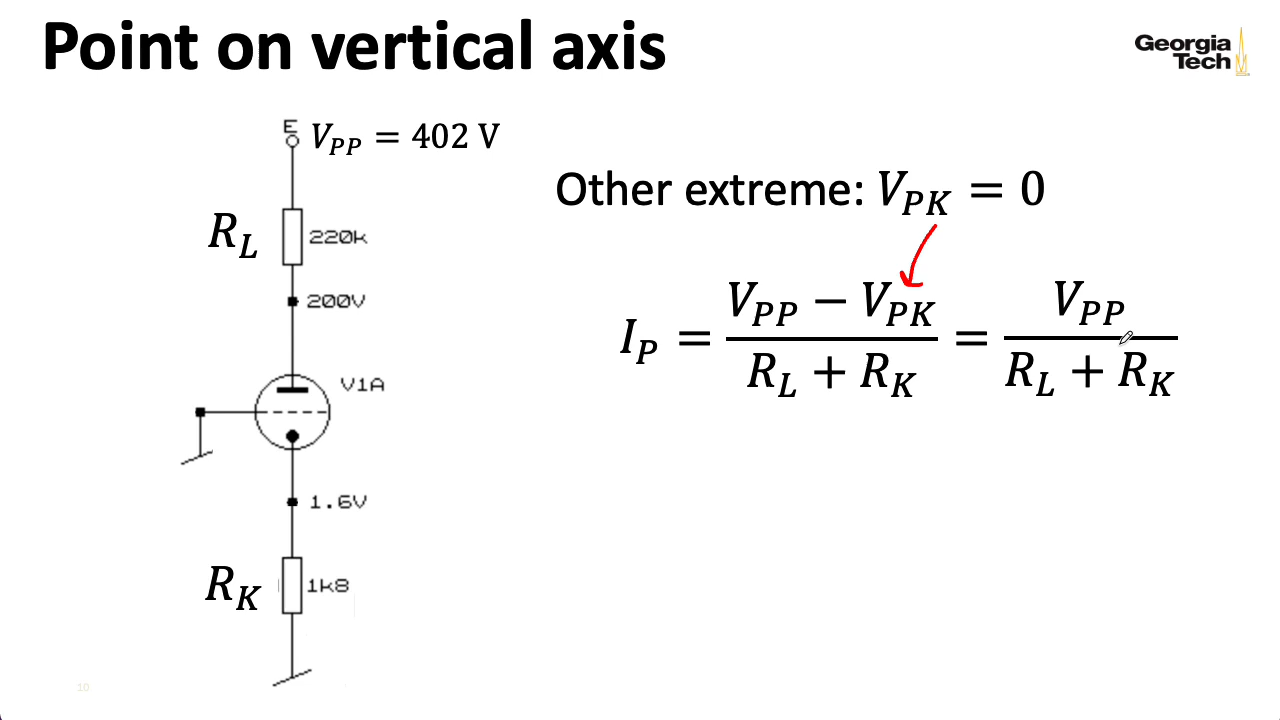 Point on vertical axis
Georgia
Tech
E
V_PP = 402 V
Other extreme: V_PK = 0
R_L
220k
200V
I_P = (V_PP − V_PK) / (R_L + R_K) = V_PP / (R_L + R_K)
V1A
1.6V
R_K
1k8
10